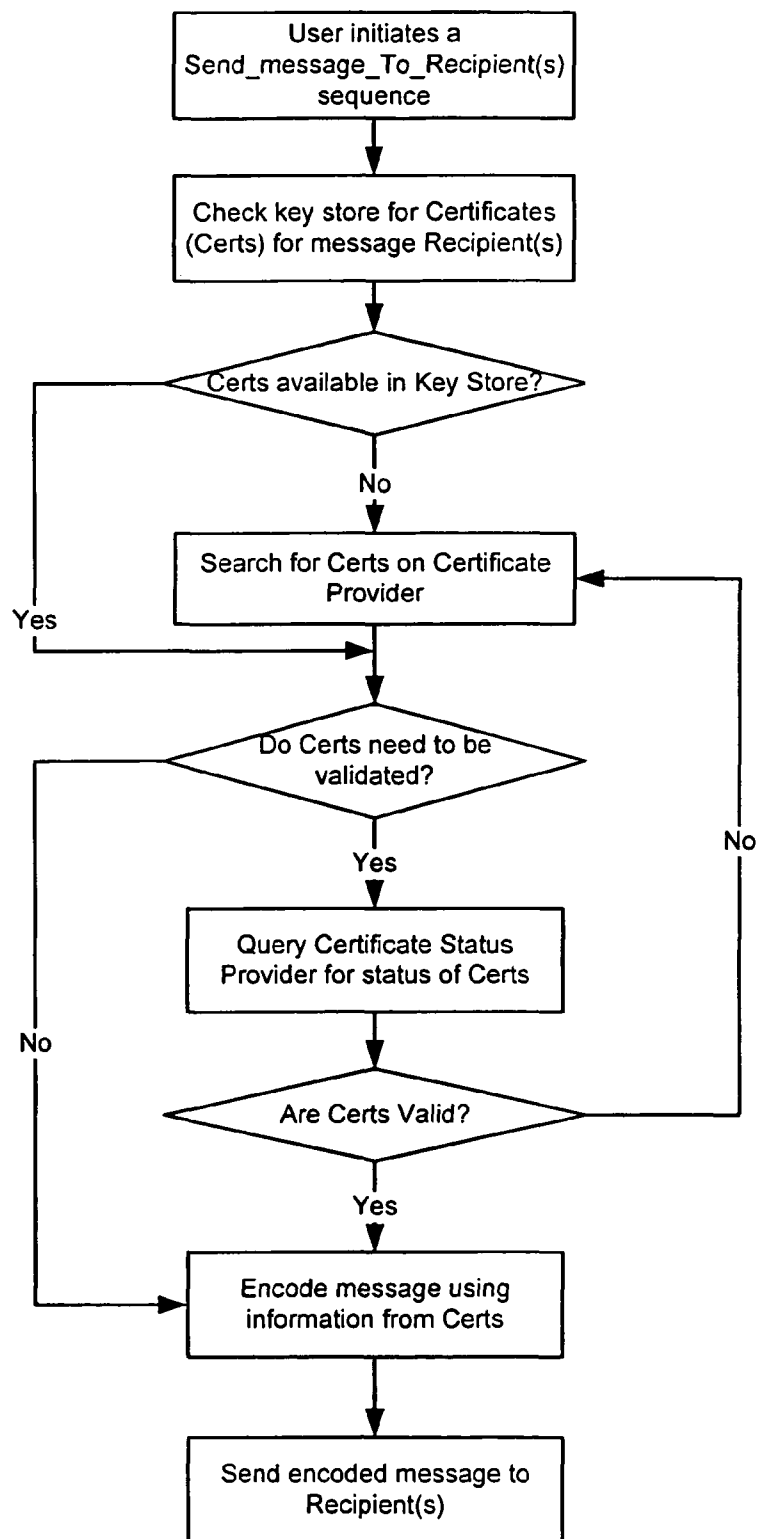 User initiates a
Send_message_To_Recipient(s)
sequence
Check key store for Certificates
(Certs) for message Recipient(s)
Certs available in Key Store?
No
Search for Certs on Certificate
Provider
Yes
Do Certs need to be
validated?
No
Yes
Query Certificate Status
Provider for status of Certs
No
Are Certs Valid?
Yes
Encode message using
information from Certs
Send encoded message to
Recipient(s)